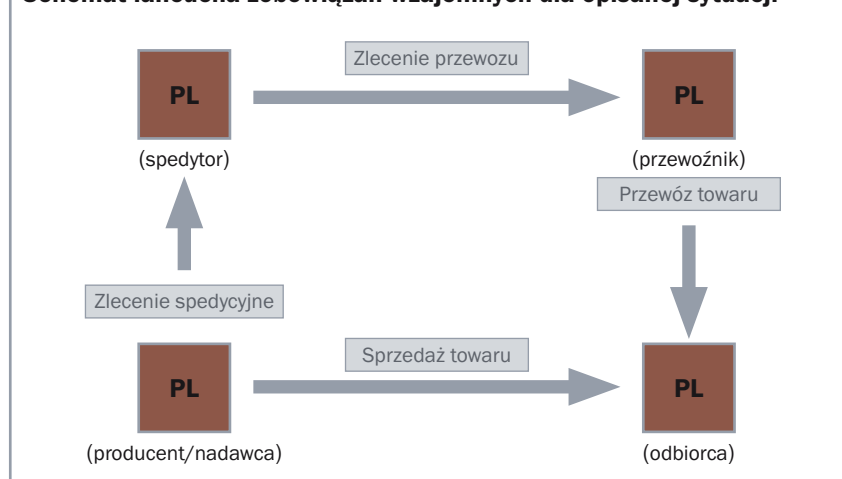 Schemat łańcucha zobowiązań wzajemnych dla opisanej sytuacji
Zlecenie przewozu
PL
PL
(spedytor)
(przewoźnik)
Przewóz towaru
Zlecenie spedycyjne
Sprzedaż towaru
PL
PL
(producent/nadawca)
(odbiorca)